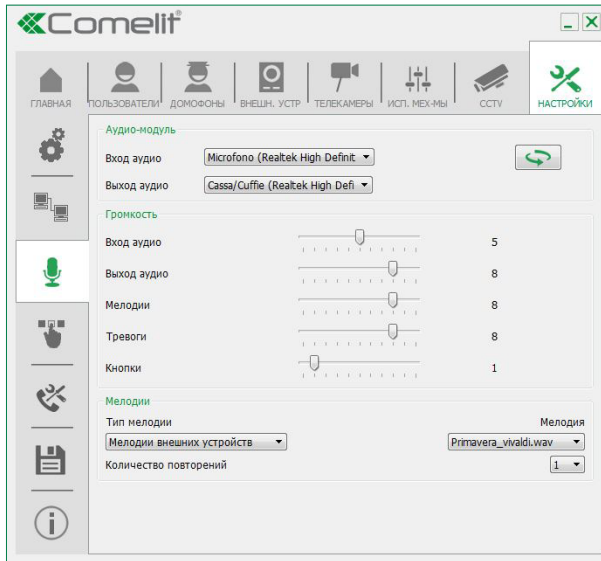 Comelit®
ГЛАВНАЯ
ПОЛЬЗОВАТЕЛИ
ДОМОФОНЫ
ВНЕШН. УСТР
ТЕЛЕКАМЕРЫ
ИСП. МЕХ-МЫ
CCTV
НАСТРОЙКИ
Аудио-модуль
Вход аудио Microfono (Realtek High Definit
Выход аудио Cassa/Cuffie (Realtek High Defi
Громкость
Вход аудио 5
Выход аудио 8
Мелодии 8
Тревоги 8
Кнопки 1
Мелодии
Тип мелодии Мелодия
Мелодии внешних устройств Primavera_vivaldi.wav
Количество повторений 1